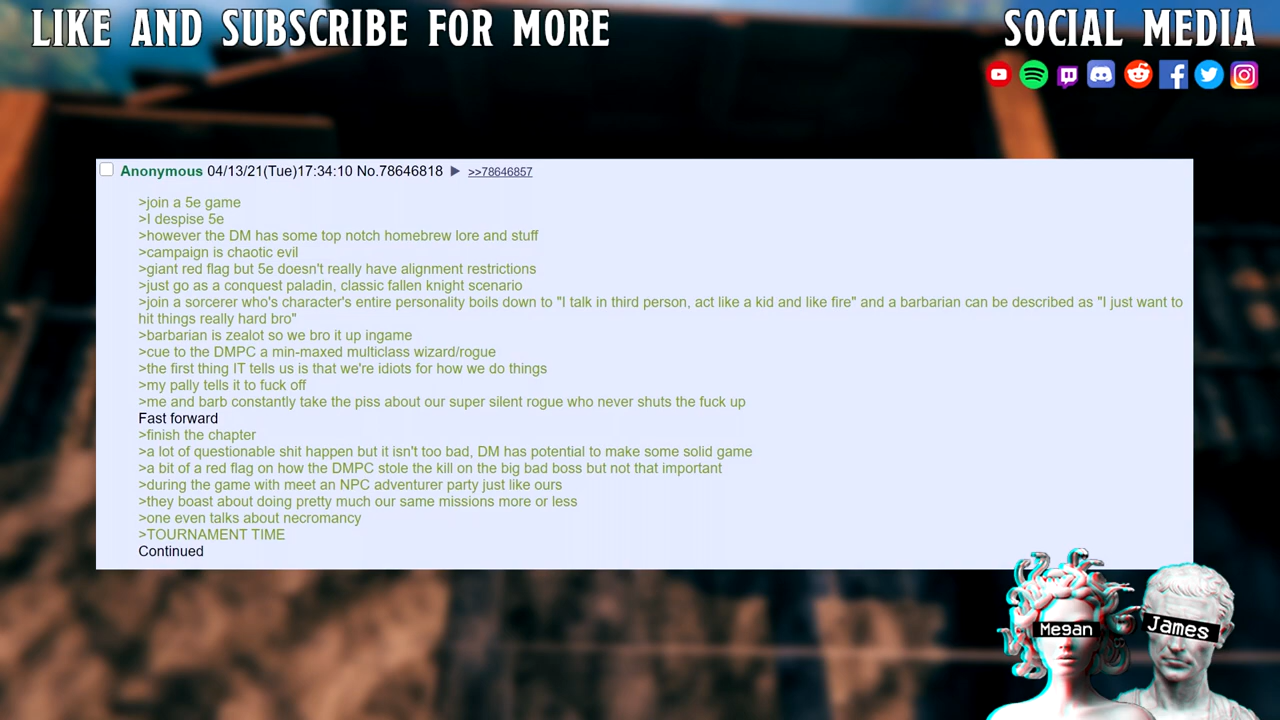 LIKE AND SUBSCRIBE FOR MORE
SOCIAL MEDIA
Anonymous 04/13/21(Tue)17:34:10 No.78646818 ▶ >>78646857
>join a 5e game
>I despise 5e
>however the DM has some top notch homebrew lore and stuff
>campaign is chaotic evil
>giant red flag but 5e doesn't really have alignment restrictions
>just go as a conquest paladin, classic fallen knight scenario
>join a sorcerer who's character's entire personality boils down to "I talk in third person, act like a kid and like fire" and a barbarian can be described as "I just want to
hit things really hard bro"
>barbarian is zealot so we bro it up ingame
>cue to the DMPC a min-maxed multiclass wizard/rogue
>the first thing IT tells us is that we're idiots for how we do things
>my pally tells it to fuck off
>me and barb constantly take the piss about our super silent rogue who never shuts the fuck up
Fast forward
>finish the chapter
>a lot of questionable shit happen but it isn't too bad, DM has potential to make some solid game
>a bit of a red flag on how the DMPC stole the kill on the big bad boss but not that important
>during the game with meet an NPC adventurer party just like ours
>they boast about doing pretty much our same missions more or less
>one even talks about necromancy
>TOURNAMENT TIME
Continued
Megan
James